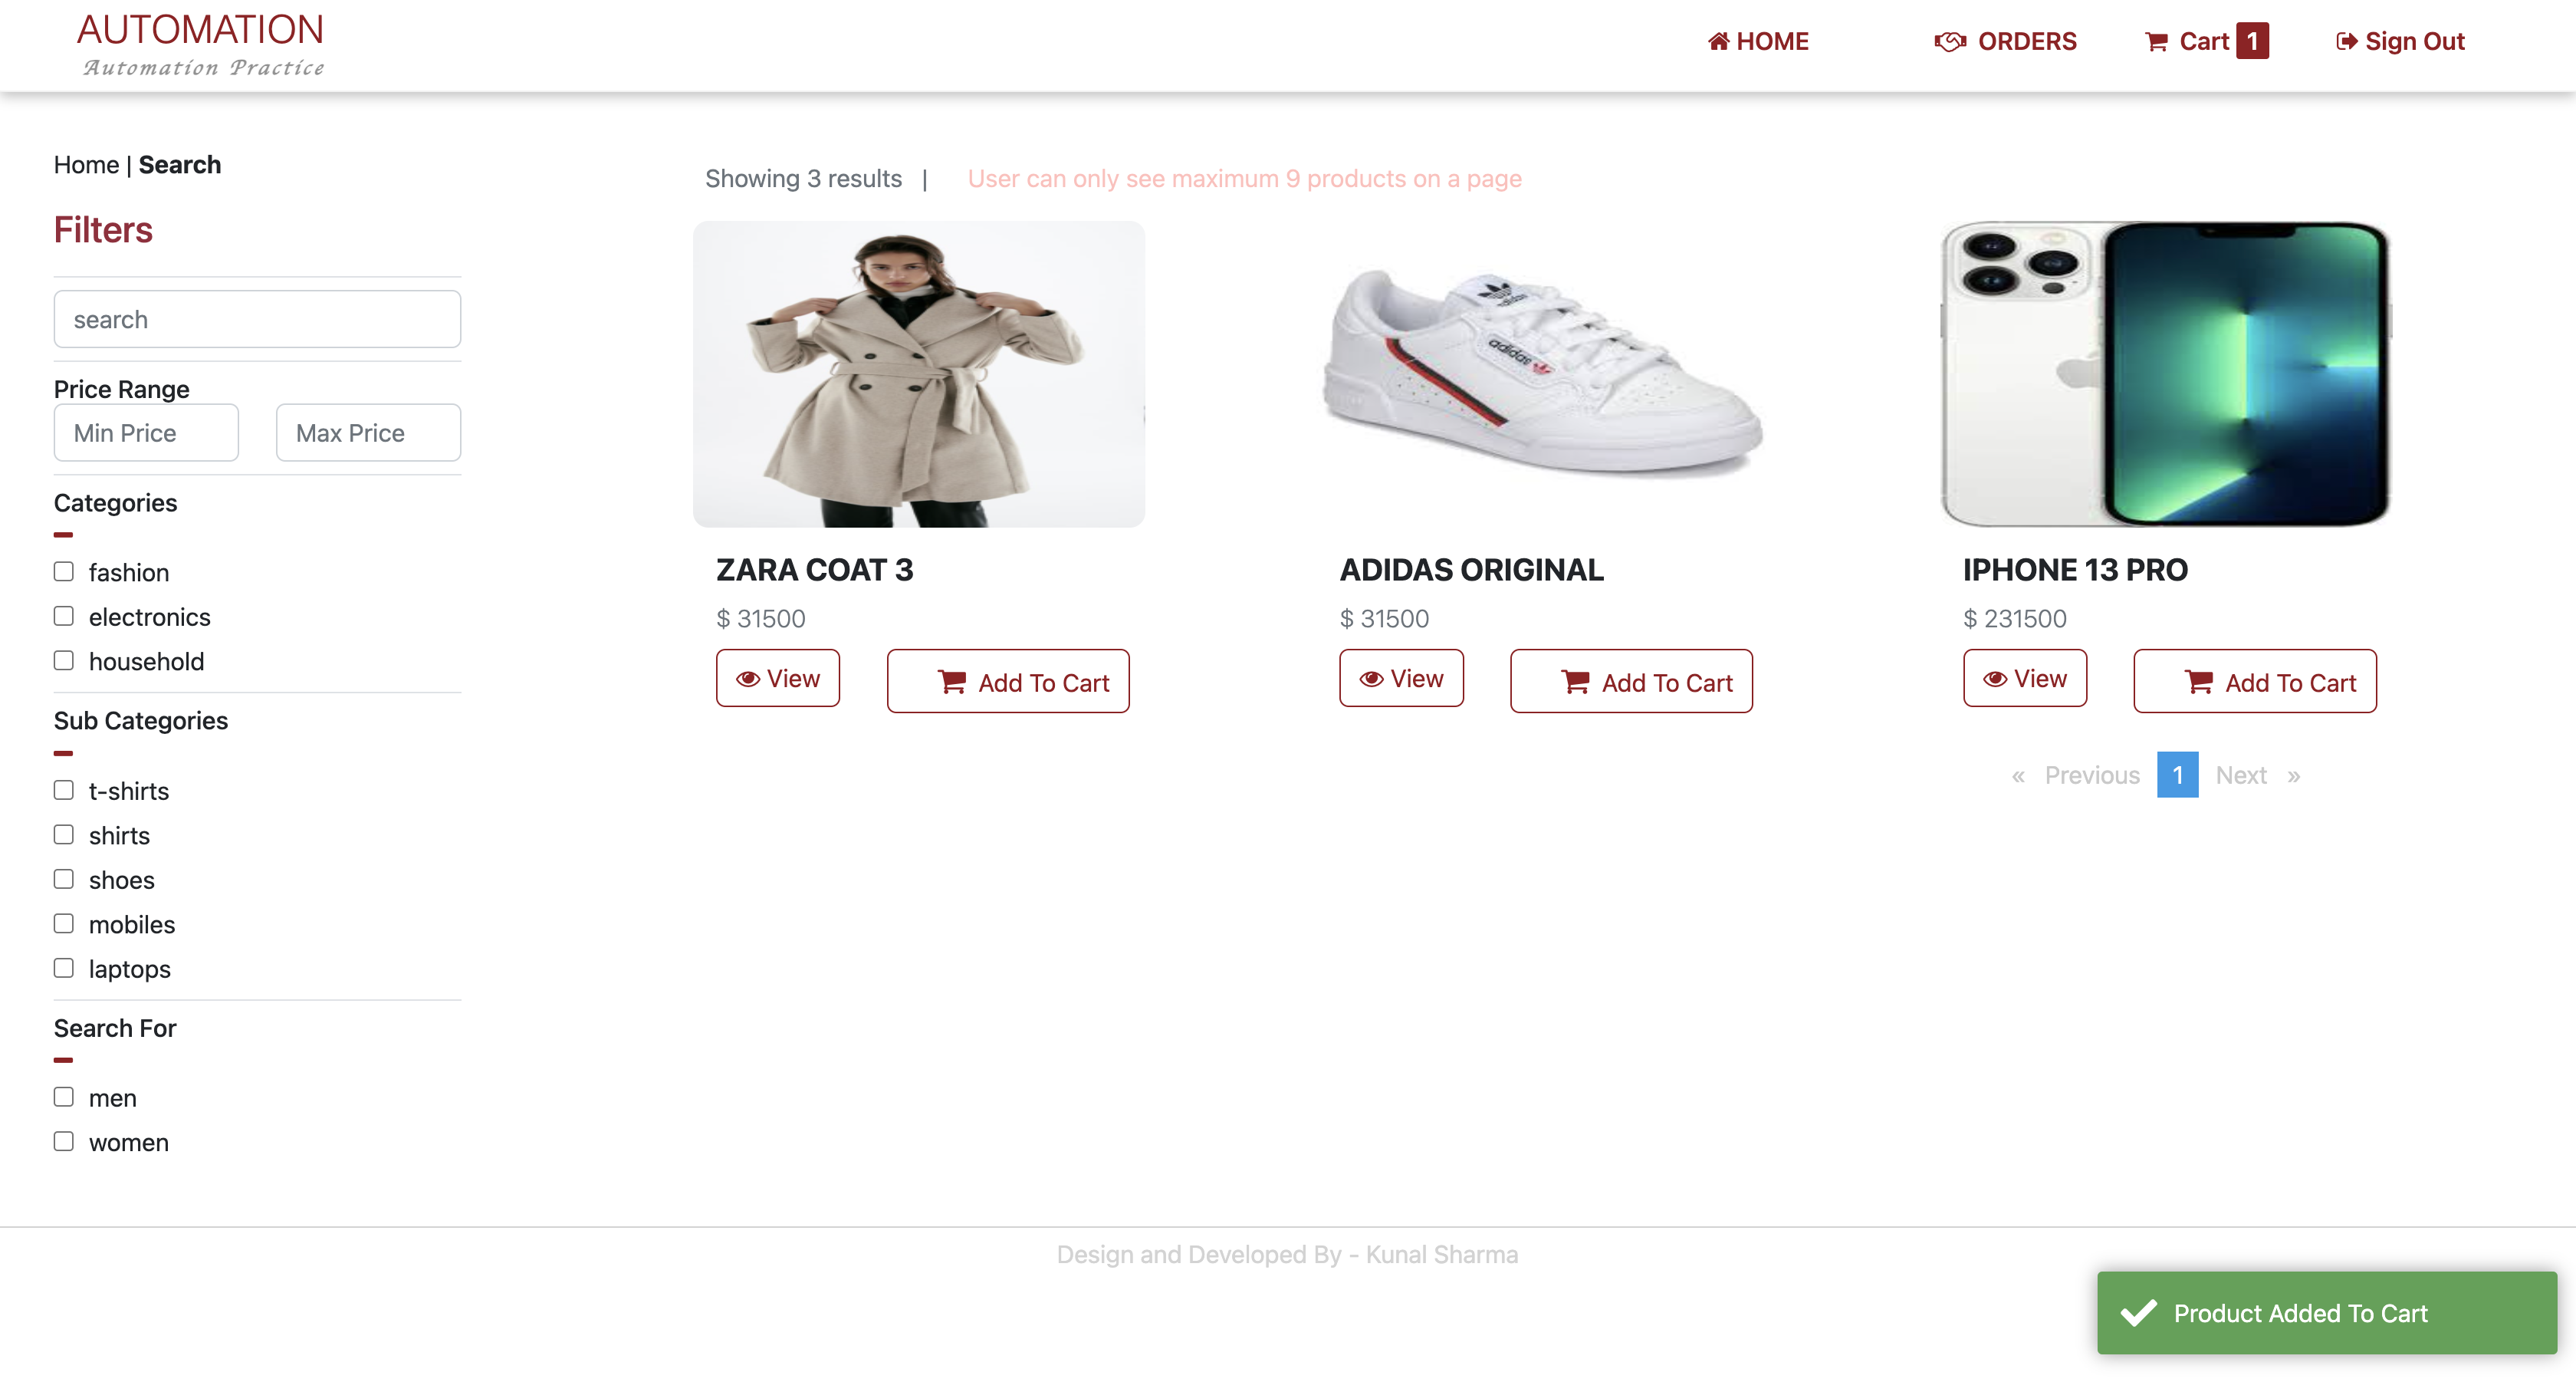 AUTOMATION
Automation Practice
HOME
ORDERS
Cart 1
Sign Out
Home | Search
Filters
search
Price Range
Min Price
Max Price
Categories
fashion
electronics
household
Sub Categories
t-shirts
shirts
shoes
mobiles
laptops
Search For
men
women
Showing 3 results |
User can only see maximum 9 products on a page
adidas
adidas
ZARA COAT 3
$ 31500
View
Add To Cart
ADIDAS ORIGINAL
$ 31500
View
Add To Cart
IPHONE 13 PRO
$ 231500
View
Add To Cart
« Previous 1 Next »
Design and Developed By - Kunal Sharma
Product Added To Cart